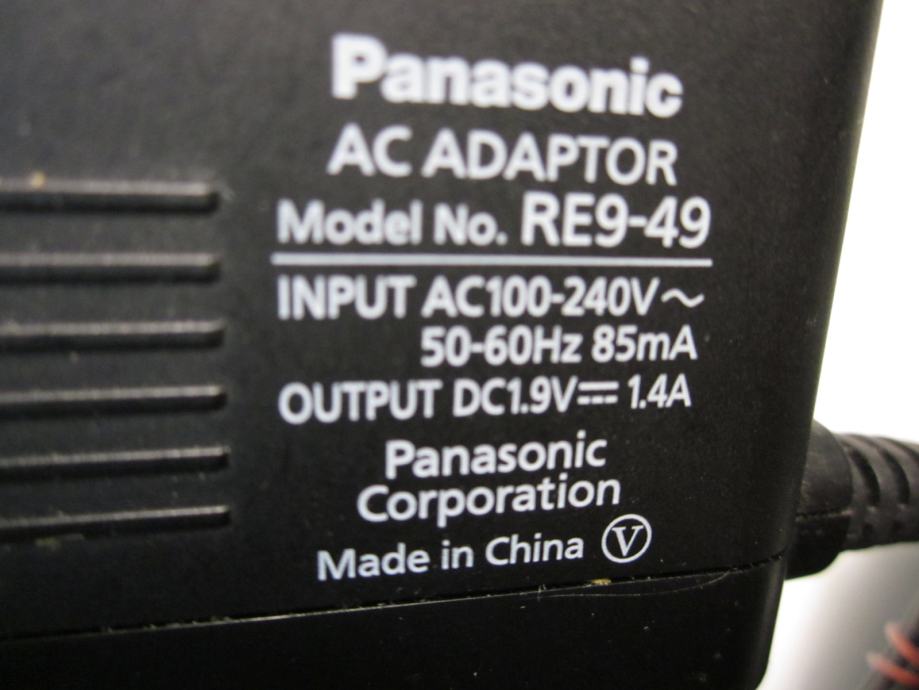 Panasonic
AC ADAPTOR
Model No. RE9-49
INPUT AC100-240V～
50-60Hz 85mA
OUTPUT DC1.9V⎓ 1.4A
Panasonic
Corporation
Made in China Ⓥ